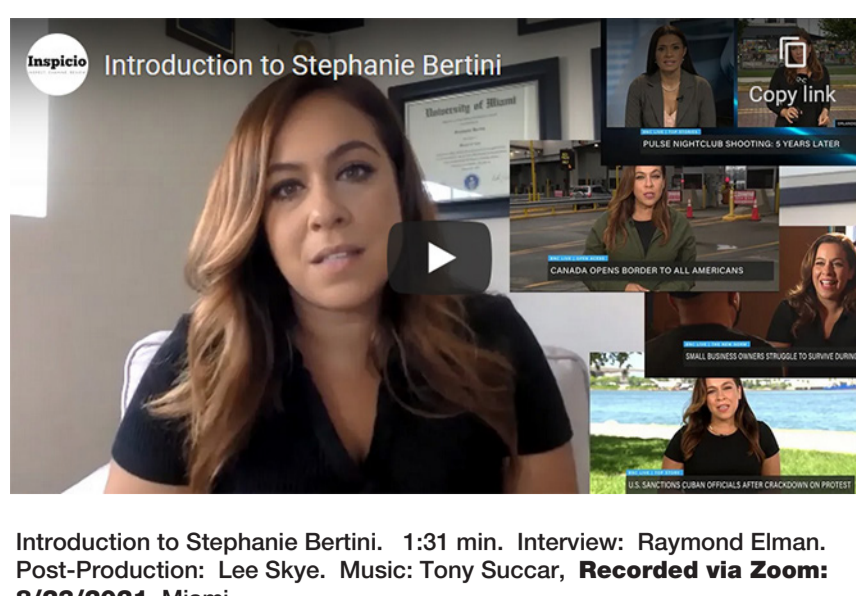 Inspicio
Introduction to Stephanie Bertini
Copy link
University of Miami
PULSE NIGHTCLUB SHOOTING: 5 YEARS LATER
CANADA OPENS BORDER TO ALL AMERICANS
SMALL BUSINESS OWNERS STRUGGLE TO SURVIVE DURING
U.S. SANCTIONS CUBAN OFFICIALS AFTER CRACKDOWN ON PROTEST
Introduction to Stephanie Bertini. 1:31 min. Interview: Raymond Elman.
Post-Production: Lee Skye. Music: Tony Succar, Recorded via Zoom:
Miami